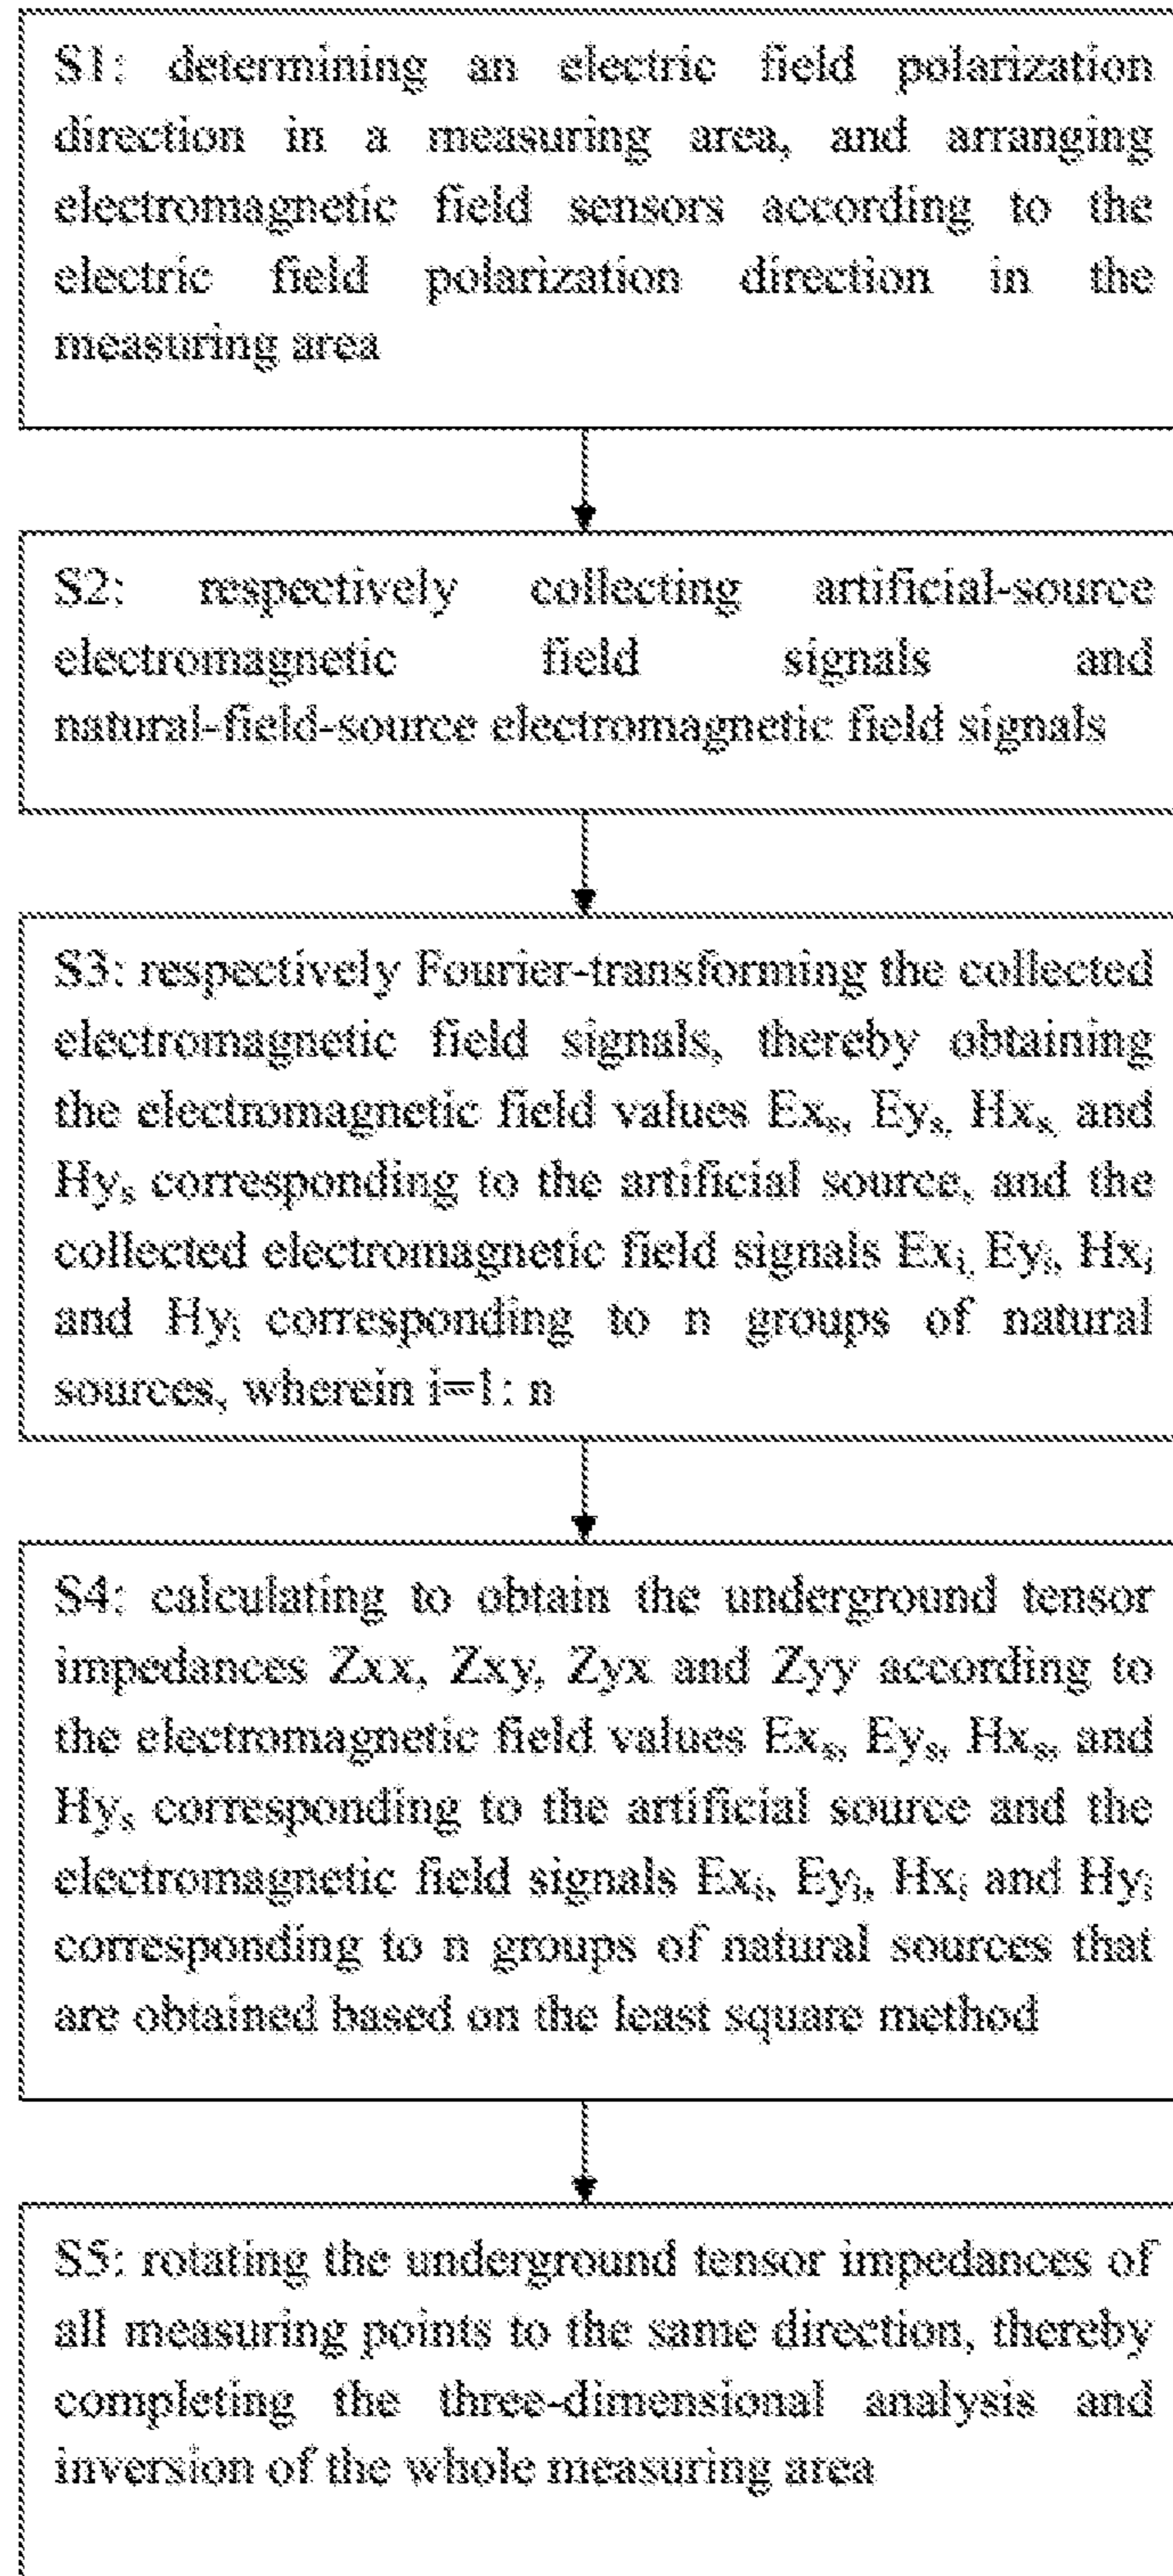 S1: determining an electric field polarization
direction in a measuring area, and arranging
electromagnetic field sensors according to the
electric field polarization direction in the
measuring area
S2: respectively collecting artificial-source
electromagnetic field signals and
natural-field-source electromagnetic field signals
S3: respectively Fourier-transforming the collected
electromagnetic field signals, thereby obtaining
the electromagnetic field values Exₛ, Eyₛ, Hxₛ, and
Hyₛ corresponding to the artificial source, and the
collected electromagnetic field signals Exᵢ, Eyᵢ, Hxᵢ
and Hyᵢ corresponding to n groups of natural
sources, wherein i=1: n
S4: calculating to obtain the underground tensor
impedances Zxx, Zxy, Zyx and Zyy according to
the electromagnetic field values Exₛ, Eyₛ, Hxₛ, and
Hyₛ corresponding to the artificial source and the
electromagnetic field signals Exᵢ, Eyᵢ, Hxᵢ and Hyᵢ
corresponding to n groups of natural sources that
are obtained based on the least square method
S5: rotating the underground tensor impedances of
all measuring points to the same direction, thereby
completing the three-dimensional analysis and
inversion of the whole measuring area